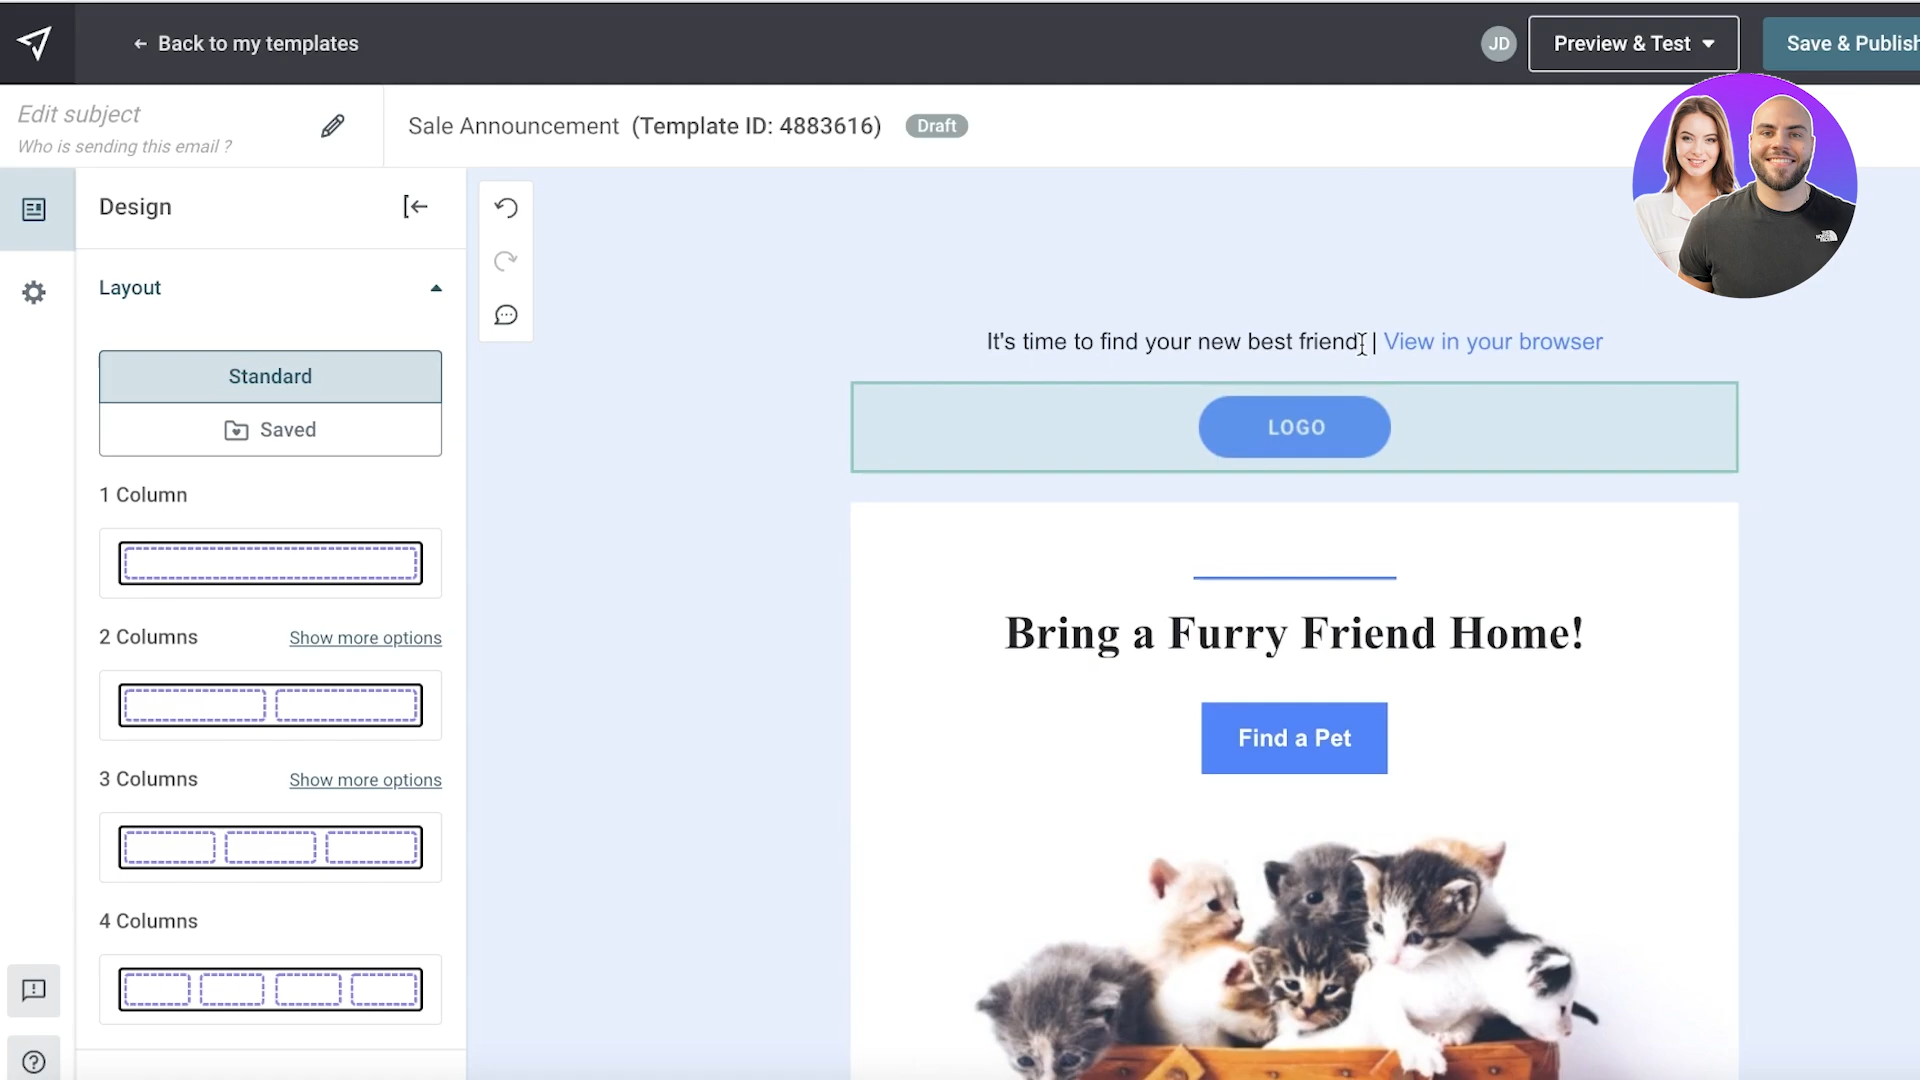 ← Back to my templates
JD
Preview & Test
Save & Publish
Edit subject
Who is sending this email ?
Sale Announcement (Template ID: 4883616)
Draft
Design
Layout
Standard
Saved
1 Column
2 Columns
Show more options
3 Columns
Show more options
4 Columns
It's time to find your new best friend! | View in your browser
LOGO
Bring a Furry Friend Home!
Find a Pet
THE NORTH FACE